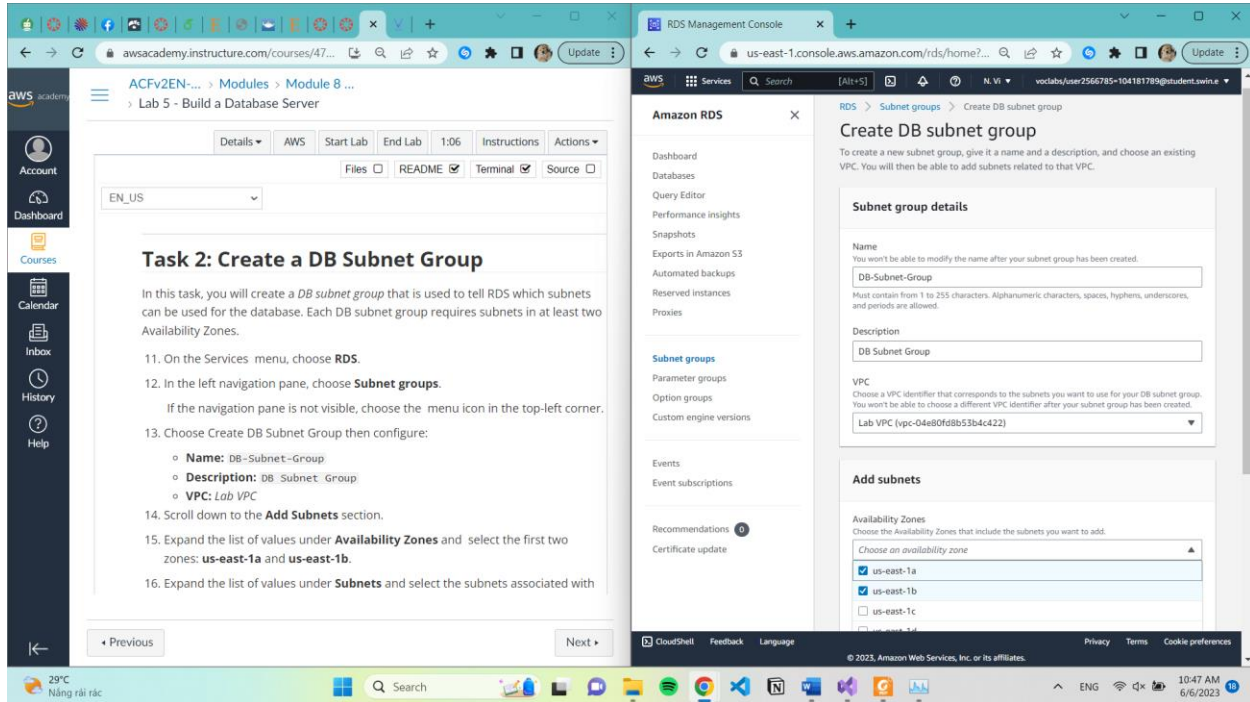 awsacademy.instructure.com/courses/47...
Update
aws academy
Account
Dashboard
Courses
Calendar
Inbox
History
Help
ACFv2EN-... > Modules > Module 8 ...
> Lab 5 - Build a Database Server
Details AWS Start Lab End Lab 1:06 Instructions Actions
Files README Terminal Source
EN_US
Task 2: Create a DB Subnet Group
In this task, you will create a DB subnet group that is used to tell RDS which subnets
can be used for the database. Each DB subnet group requires subnets in at least two
Availability Zones.
11. On the Services menu, choose RDS.
12. In the left navigation pane, choose Subnet groups.
If the navigation pane is not visible, choose the menu icon in the top-left corner.
13. Choose Create DB Subnet Group then configure:
Name: DB-Subnet-Group
Description: DB Subnet Group
VPC: Lab VPC
14. Scroll down to the Add Subnets section.
15. Expand the list of values under Availability Zones and select the first two
zones: us-east-1a and us-east-1b.
16. Expand the list of values under Subnets and select the subnets associated with
Previous
Next
RDS Management Console
us-east-1.console.aws.amazon.com/rds/home?...
Update
aws Services Search [Alt+S] N. Vi voclabs/user2566785=104181789@student.swin.e
Amazon RDS
Dashboard
Databases
Query Editor
Performance insights
Snapshots
Exports in Amazon S3
Automated backups
Reserved instances
Proxies
Subnet groups
Parameter groups
Option groups
Custom engine versions
Events
Event subscriptions
Recommendations 0
Certificate update
RDS > Subnet groups > Create DB subnet group
Create DB subnet group
To create a new subnet group, give it a name and a description, and choose an existing
VPC. You will then be able to add subnets related to that VPC.
Subnet group details
Name
You won't be able to modify the name after your subnet group has been created.
DB-Subnet-Group
Must contain from 1 to 255 characters. Alphanumeric characters, spaces, hyphens, underscores,
and periods are allowed.
Description
DB Subnet Group
VPC
Choose a VPC identifier that corresponds to the subnets you want to use for your DB subnet group.
You won't be able to choose a different VPC identifier after your subnet group has been created.
Lab VPC (vpc-04e80fd8b53b4c422)
Add subnets
Availability Zones
Choose the Availability Zones that include the subnets you want to add.
Choose an availability zone
us-east-1a
us-east-1b
us-east-1c
CloudShell Feedback Language
Privacy Terms Cookie preferences
© 2023, Amazon Web Services, Inc. or its affiliates.
29°C
Nắng rải rác
Search
ENG
10:47 AM
6/6/2023
18